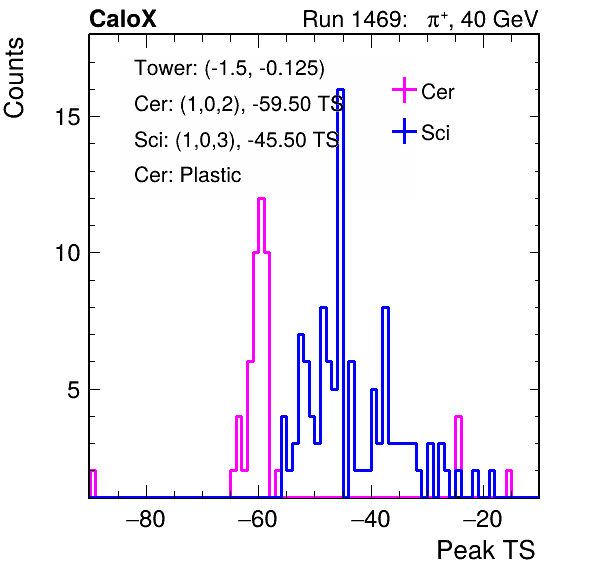 CaloX Run 1469: π⁺, 40 GeV
Counts
Tower: (-1.5, -0.125)
Cer: (1,0,2), -59.50 TS
Sci: (1,0,3), -45.50 TS
Cer: Plastic
Cer
Sci
15
10
5
−80 −60 −40 −20
Peak TS